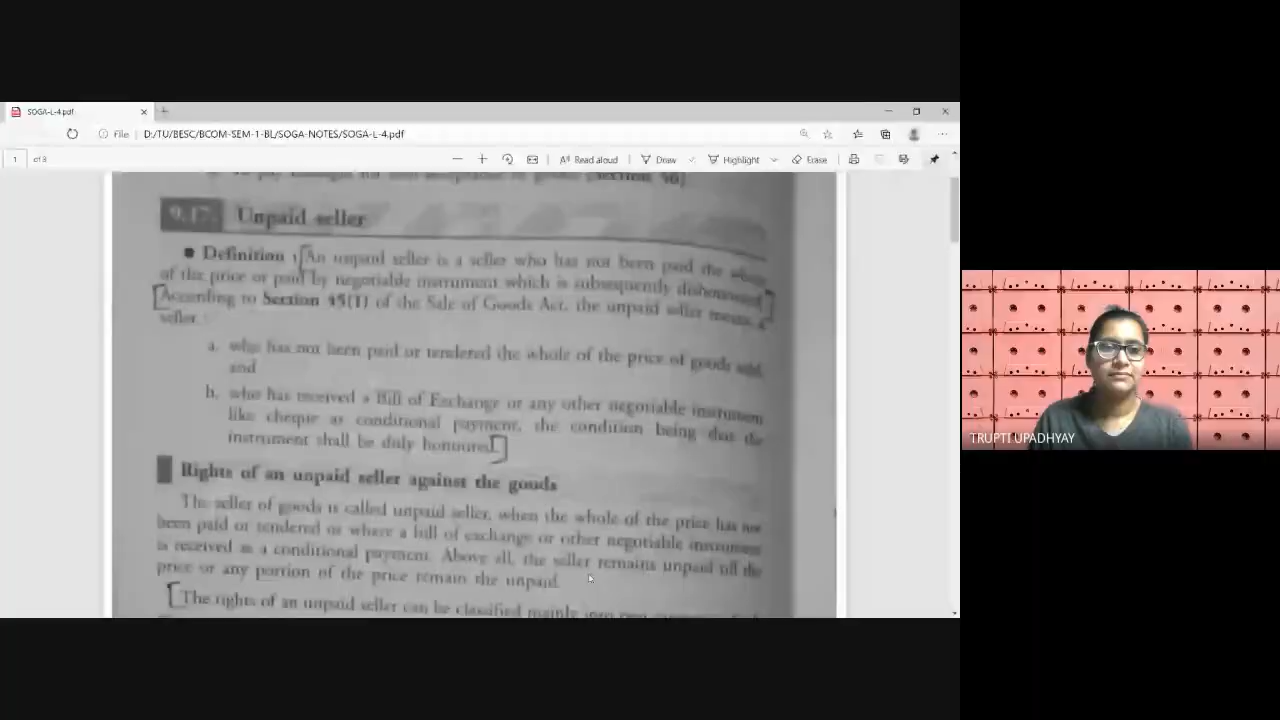 SOGA-L-4.pdf
File D:/TU/BESC/BCOM-SEM-1-BL/SOGA-NOTES/SOGA-L-4.pdf
1 of 3 Read aloud Draw Highlight Erase
9.17. Unpaid seller
Definition : [An unpaid seller is a seller who has not been paid the whole
of the price or paid by negotiable instrument which is subsequently dishonoured]
[According to Section 45(1) of the Sale of Goods Act, the unpaid seller means a
seller
a. who has not been paid or tendered the whole of the price of goods sold
and
b. who has received a Bill of Exchange or any other negotiable instrument
like cheque as conditional payment, the condition being that the
instrument shall be duly honoured.]
Rights of an unpaid seller against the goods
The seller of goods is called unpaid seller, when the whole of the price has not
been paid or tendered or where a bill of exchange or other negotiable instrument
is received as a conditional payment. Above all, the seller remains unpaid till the
price or any portion of the price remain the unpaid.
[The rights of an unpaid seller can be classified mainly into
TRUPTI UPADHYAY